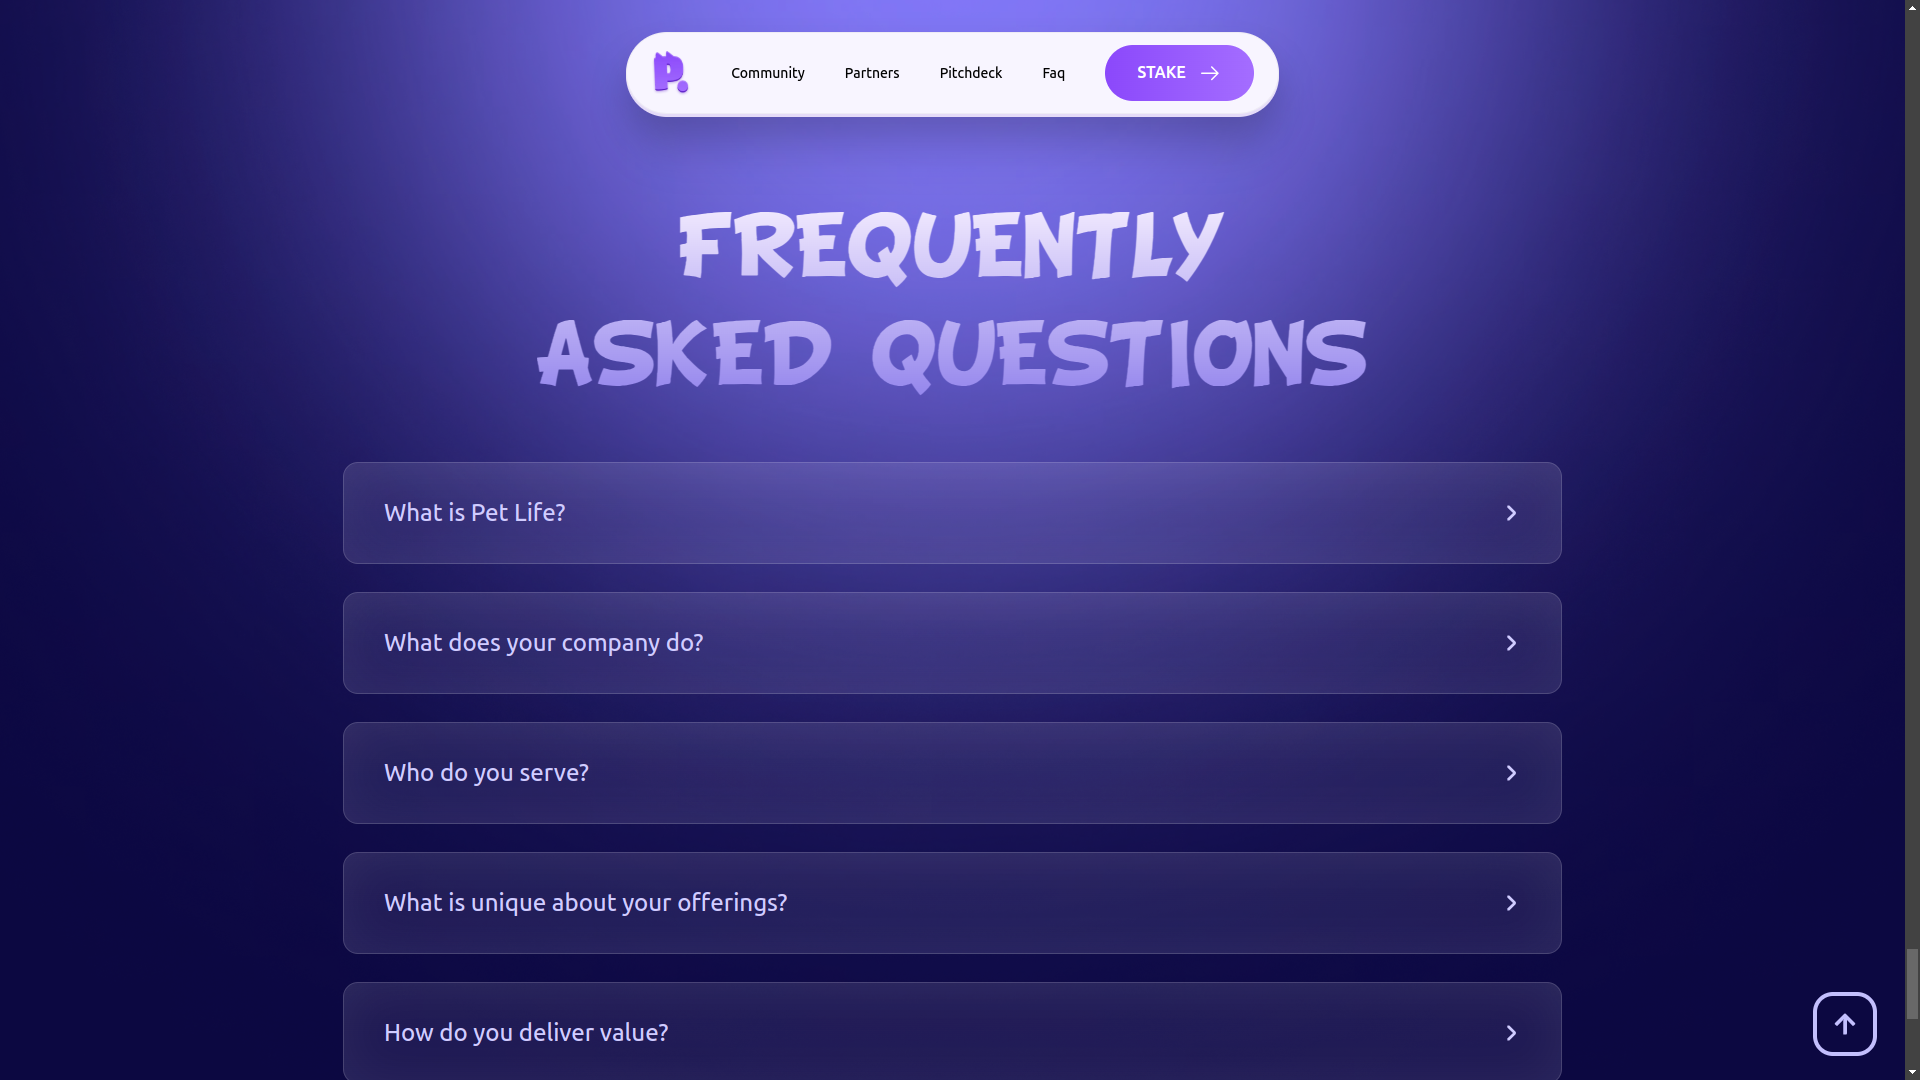 P.
Community
Partners
Pitchdeck
Faq
STAKE
FREQUENTLY
ASKED QUESTIONS
What is Pet Life?
What does your company do?
Who do you serve?
What is unique about your offerings?
How do you deliver value?